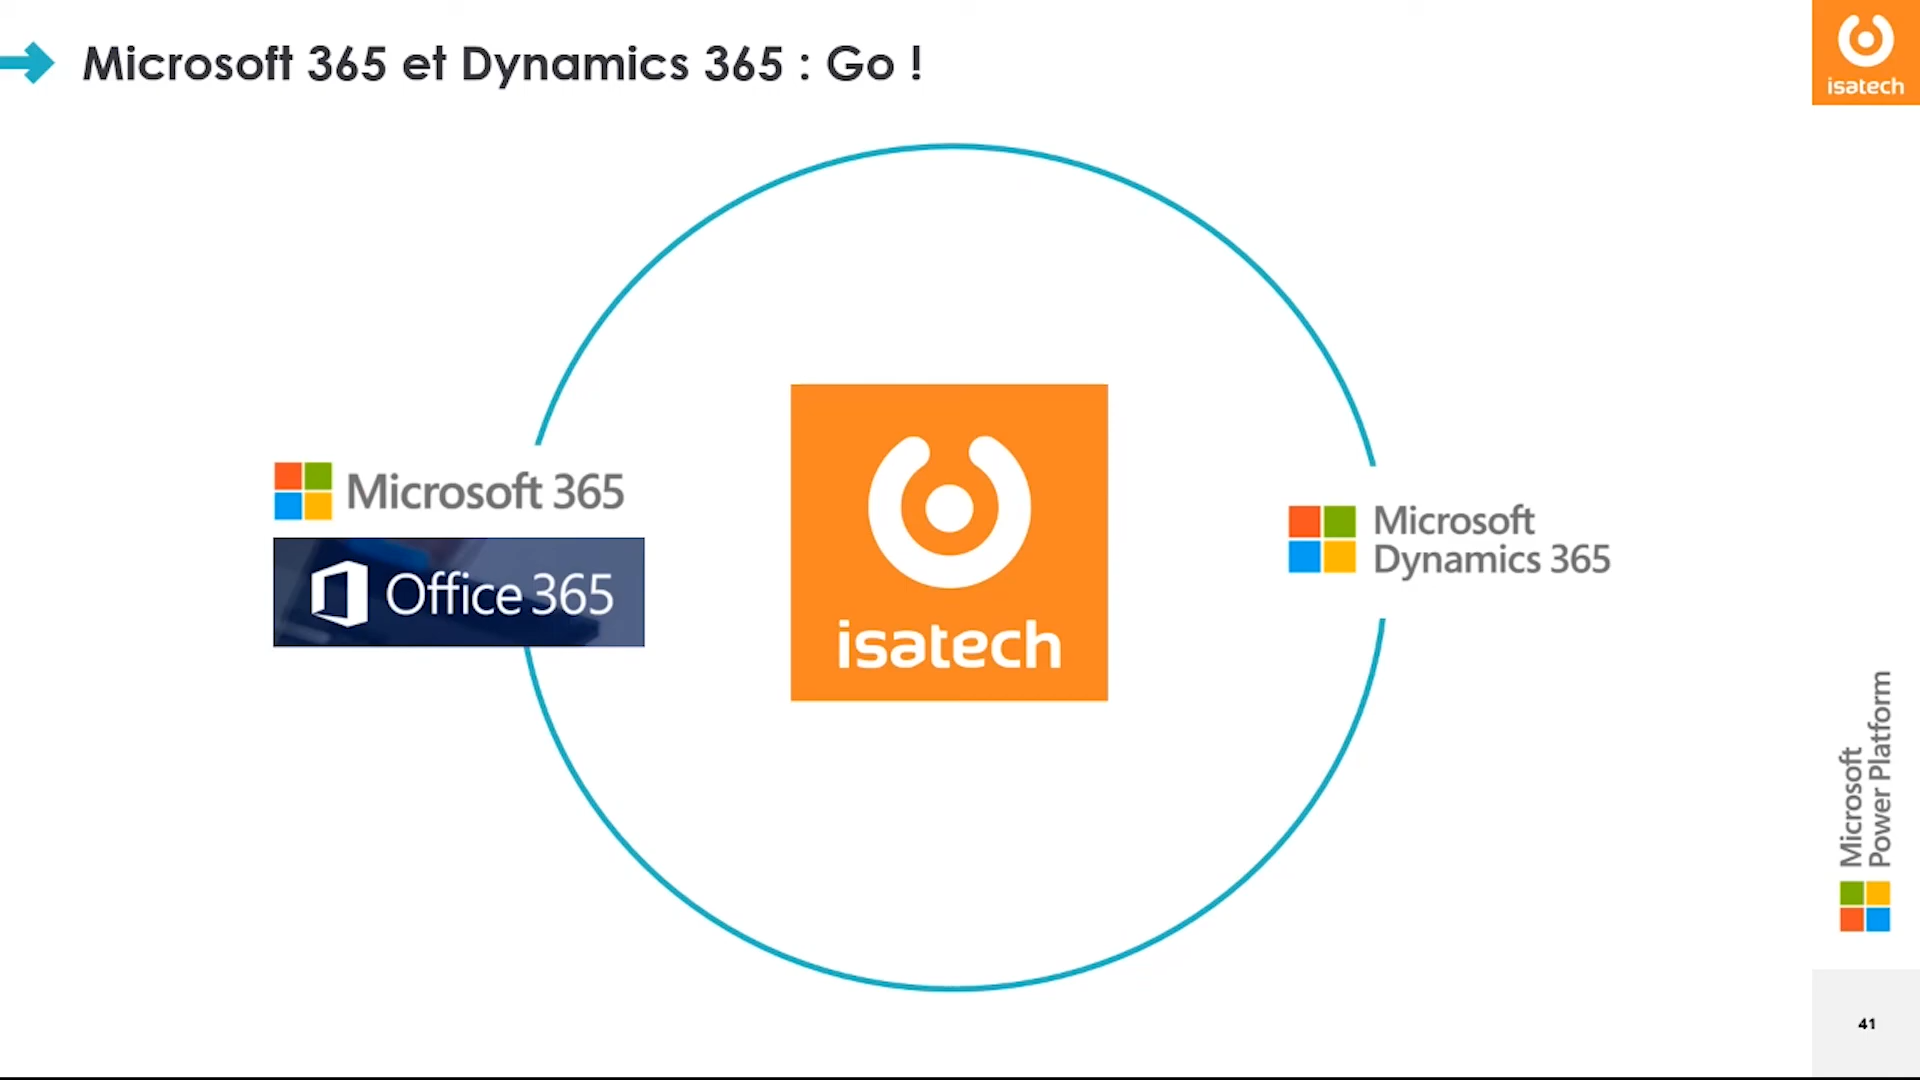 Microsoft 365 et Dynamics 365 : Go !
isatech
Microsoft 365
Office 365
isatech
Microsoft
Dynamics 365
Microsoft
Power Platform
41